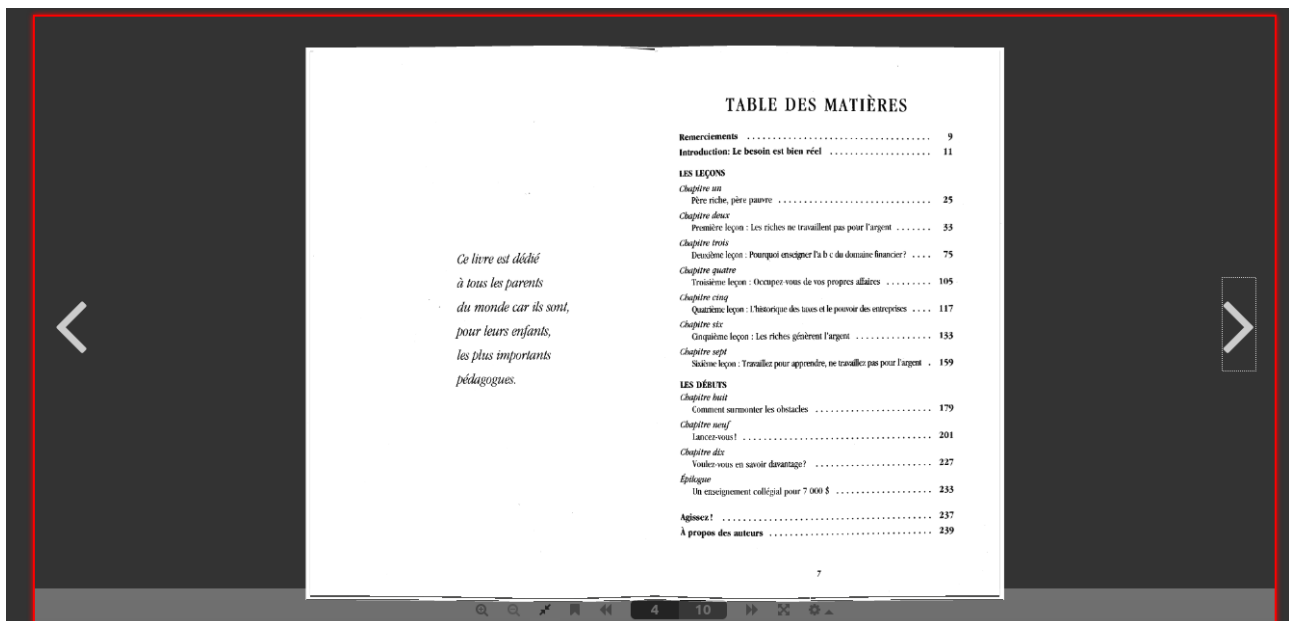 Ce livre est dédié
à tous les parents
du monde car ils sont,
pour leurs enfants,
les plus importants
pédagogues.
TABLE DES MATIÈRES
Remerciements .................................... 9
Introduction: Le besoin est bien réel .................... 11
LES LEÇONS
Chapitre un
Père riche, père pauvre .............................. 25
Chapitre deux
Première leçon : Les riches ne travaillent pas pour l'argent ....... 33
Chapitre trois
Deuxième leçon : Pourquoi enseigner l'a b c du domaine financier? .... 75
Chapitre quatre
Troisième leçon : Occupez-vous de vos propres affaires ......... 105
Chapitre cinq
Quatrième leçon : L'historique des taxes et le pouvoir des entreprises .... 117
Chapitre six
Cinquième leçon : Les riches génèrent l'argent ............... 133
Chapitre sept
Sixième leçon : Travaillez pour apprendre, ne travaillez pas pour l'argent . 159
LES DÉBUTS
Chapitre huit
Comment surmonter les obstacles ....................... 179
Chapitre neuf
Lancez-vous! ..................................... 201
Chapitre dix
Voulez-vous en savoir davantage? ....................... 227
Épilogue
Un enseignement collégial pour 7 000 $ ................... 233
Agissez! ......................................... 237
À propos des auteurs ................................ 239
7
4 10